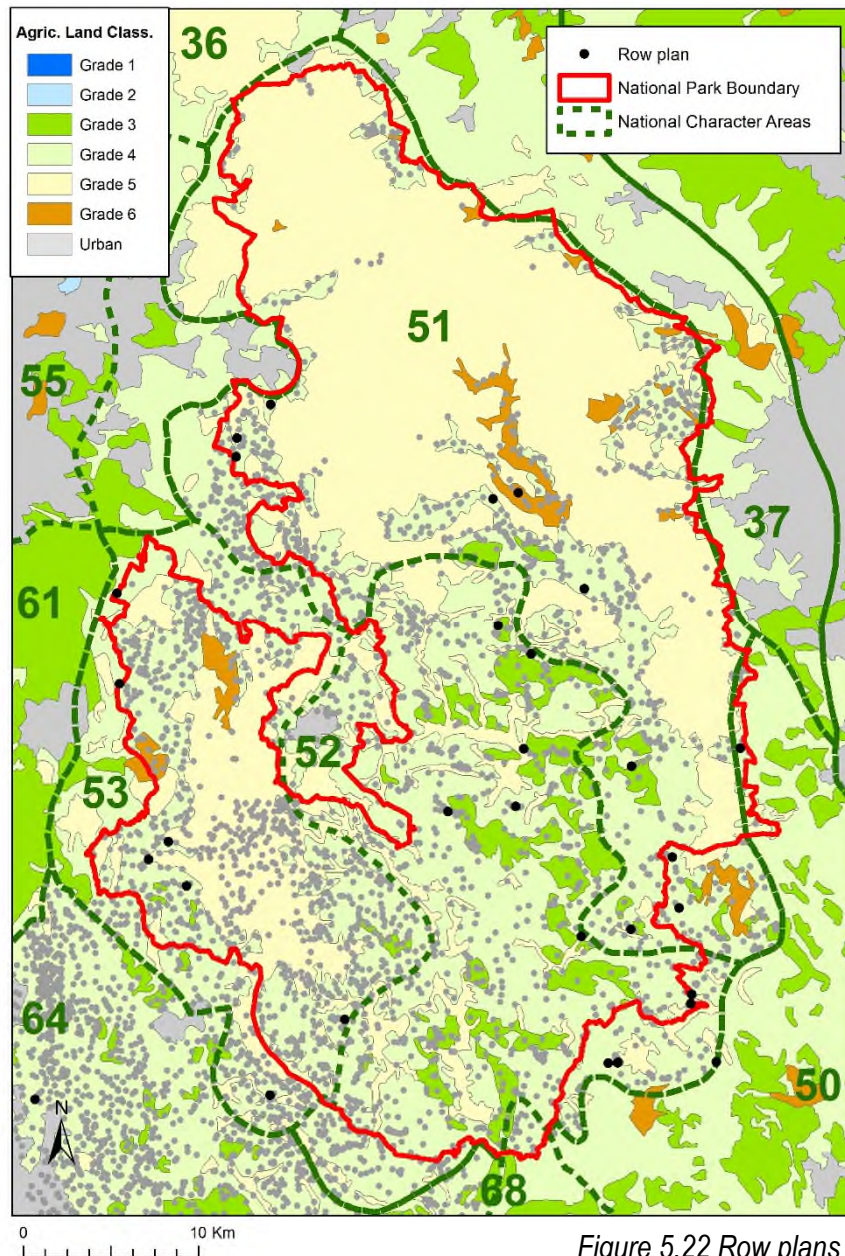 Agric. Land Class.
Grade 1
Grade 2
Grade 3
Grade 4
Grade 5
Grade 6
Urban
Row plan
National Park Boundary
National Character Areas
36
51
55
37
61
52
53
64
50
68
N
0 10 Km
Figure 5.22 Row plans